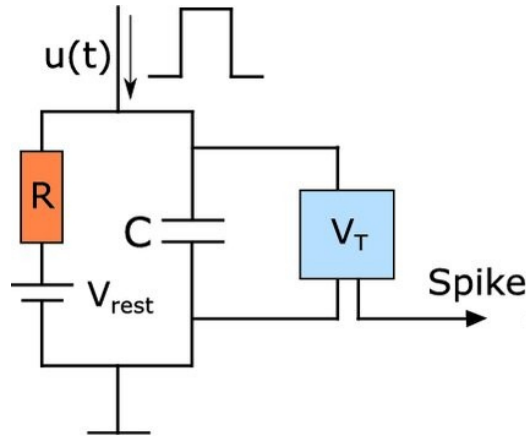 u(t)
R
C
V_T
V_rest
Spike